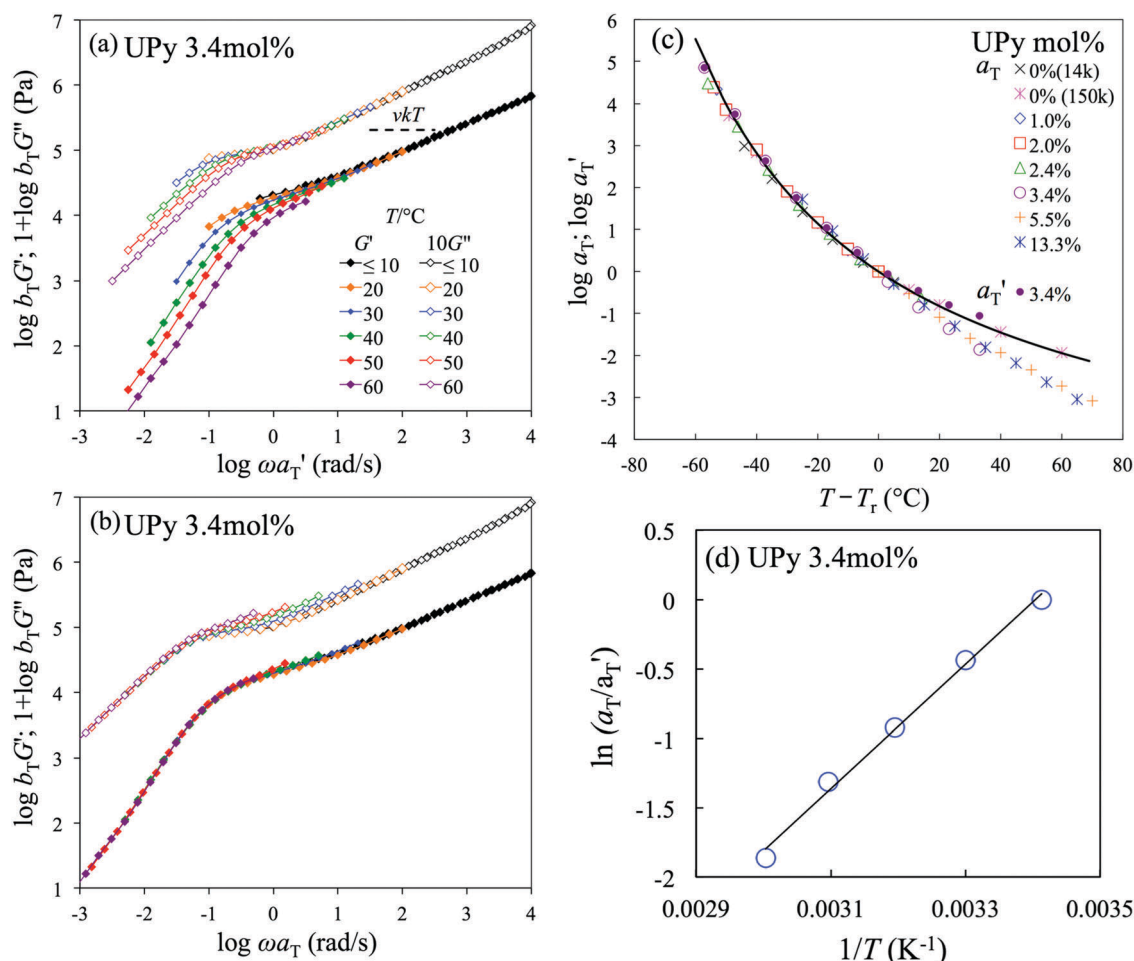 (a) UPy 3.4mol%
log b_T G'; 1+log b_T G" (Pa)
7
6
5
4
3
2
1
νkT
T/°C
G' 10G"
≤ 10 ≤ 10
20 20
30 30
40 40
50 50
60 60
-3 -2 -1 0 1 2 3 4
log ωa_T' (rad/s)
(b) UPy 3.4mol%
log b_T G'; 1+log b_T G" (Pa)
7
6
5
4
3
2
1
-3 -2 -1 0 1 2 3 4
log ωa_T (rad/s)
(c)
UPy mol%
a_T
0%(14k)
0% (150k)
1.0%
2.0%
2.4%
3.4%
5.5%
13.3%
a_T' 3.4%
log a_T; log a_T'
6
5
4
3
2
1
0
-1
-2
-3
-4
-80 -60 -40 -20 0 20 40 60 80
T − T_r (°C)
(d) UPy 3.4mol%
ln (a_T/a_T')
0.5
0
-0.5
-1
-1.5
-2
0.0029 0.0031 0.0033 0.0035
1/T (K⁻¹)